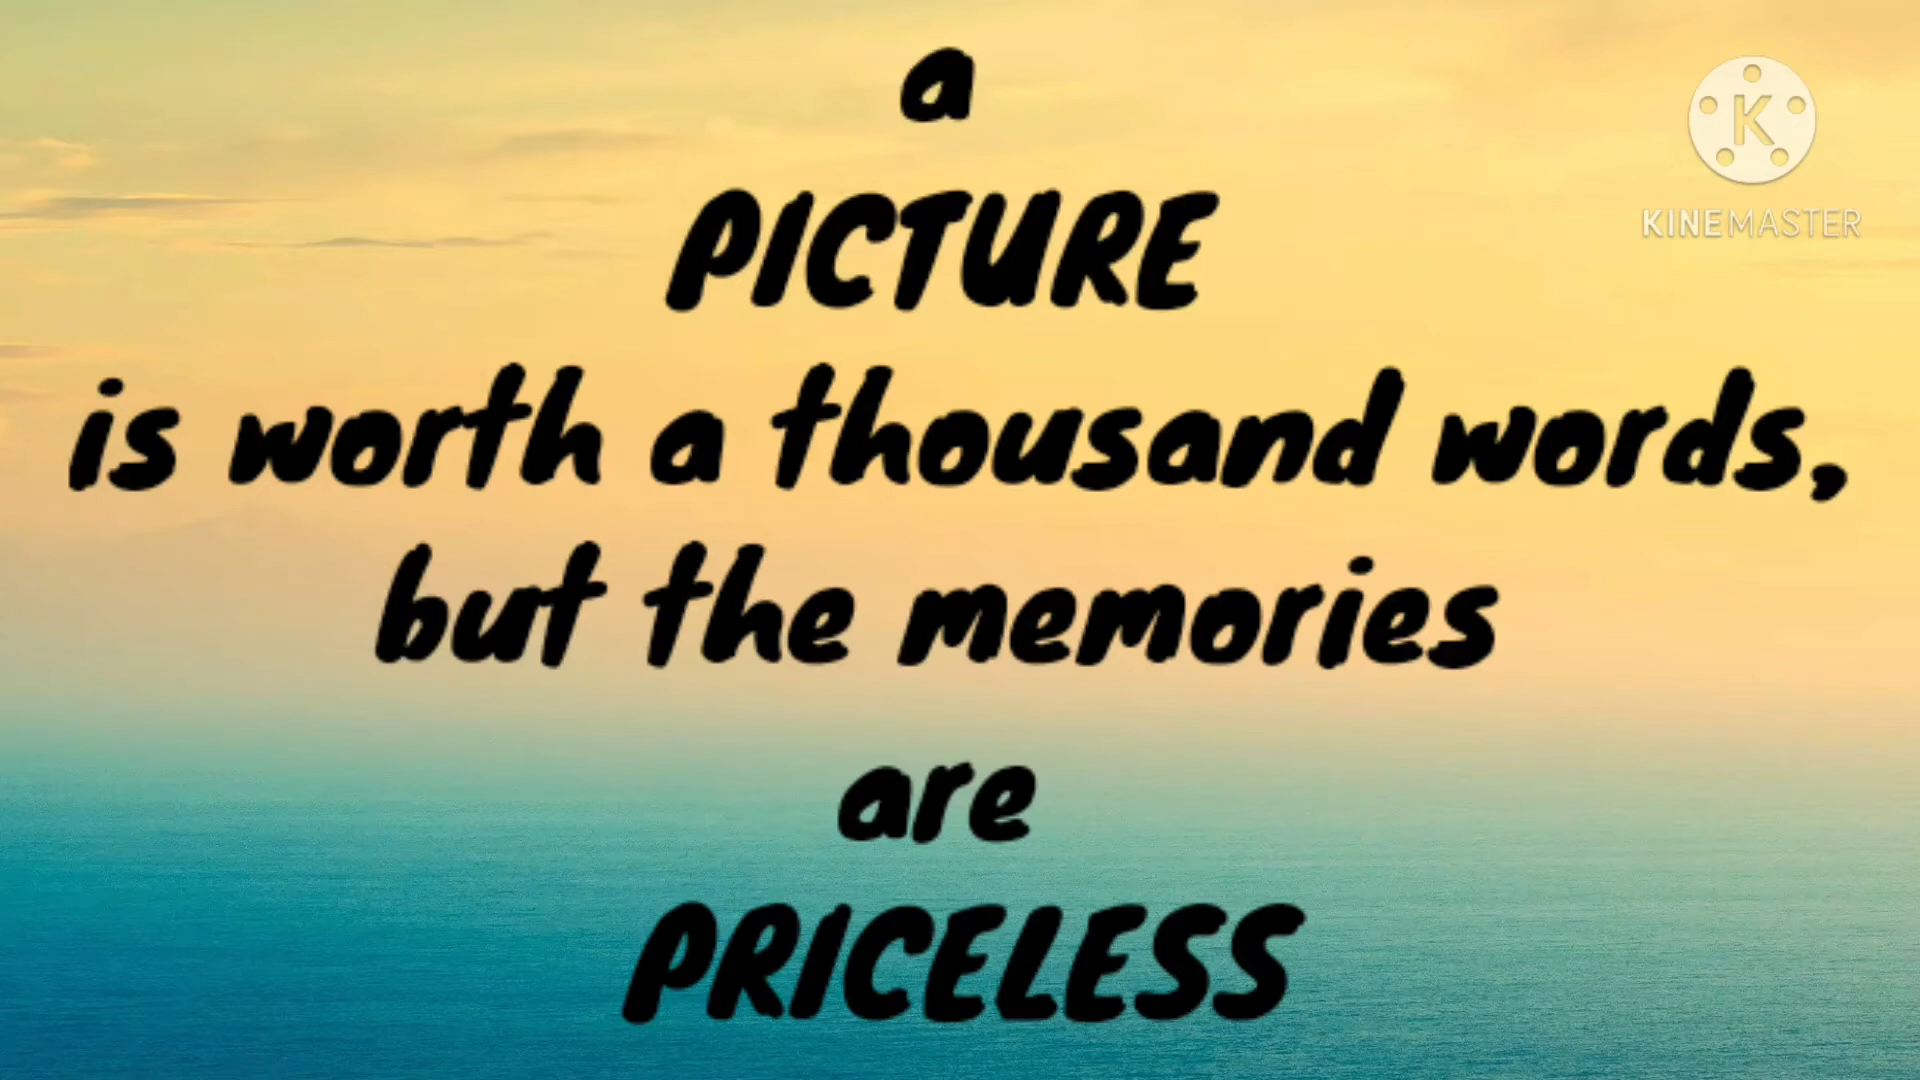 a
PICTURE
is worth a thousand words,
but the memories
are
PRICELESS
K
KINEMASTER